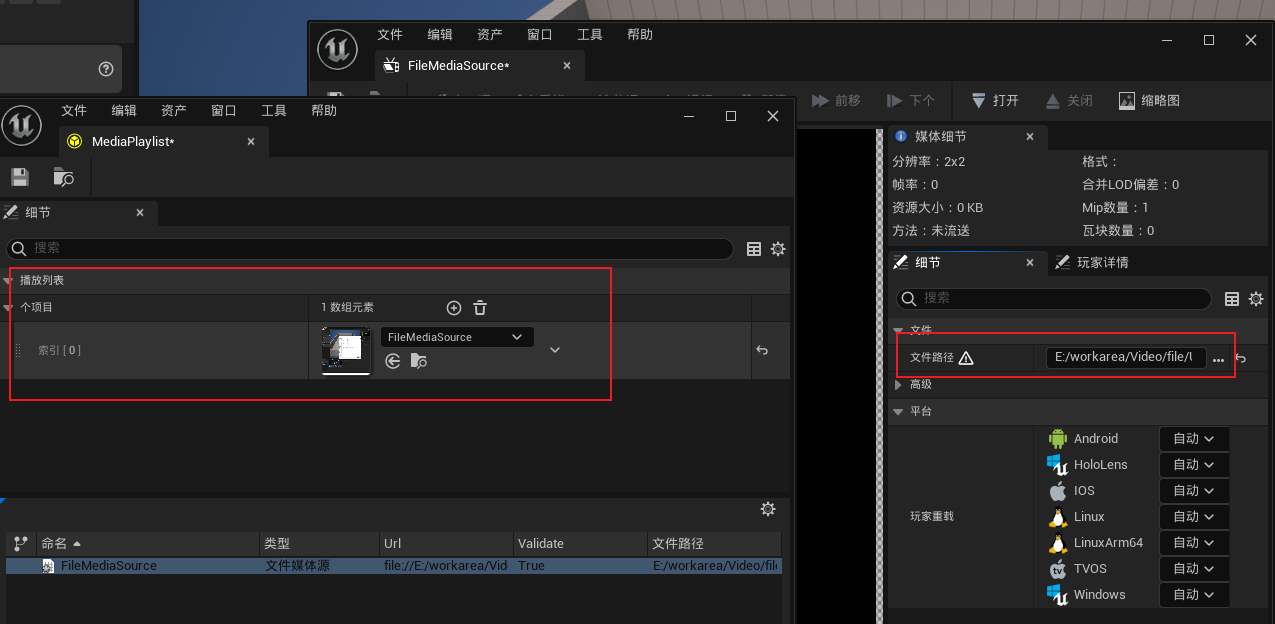 文件 编辑 资产 窗口 工具 帮助
FileMediaSource*
前移 下个 打开 关闭 缩略图
文件 编辑 资产 窗口 工具 帮助
MediaPlaylist*
细节
搜索
播放列表
个项目 1 数组元素
索引 [ 0 ] FileMediaSource
命名 类型 Url Validate 文件路径
FileMediaSource 文件媒体源 file://E:/workarea/Vid True E:/workarea/Video/file
媒体细节
分辨率：2x2 格式：
帧率：0 合并LOD偏差：0
资源大小：0 KB Mip数量：1
方法：未流送 瓦块数量：0
细节 玩家详情
搜索
文件
文件路径 E:/workarea/Video/file/
高级
平台
玩家重载
Android 自动
HoloLens 自动
IOS 自动
Linux 自动
LinuxArm64 自动
TVOS 自动
Windows 自动